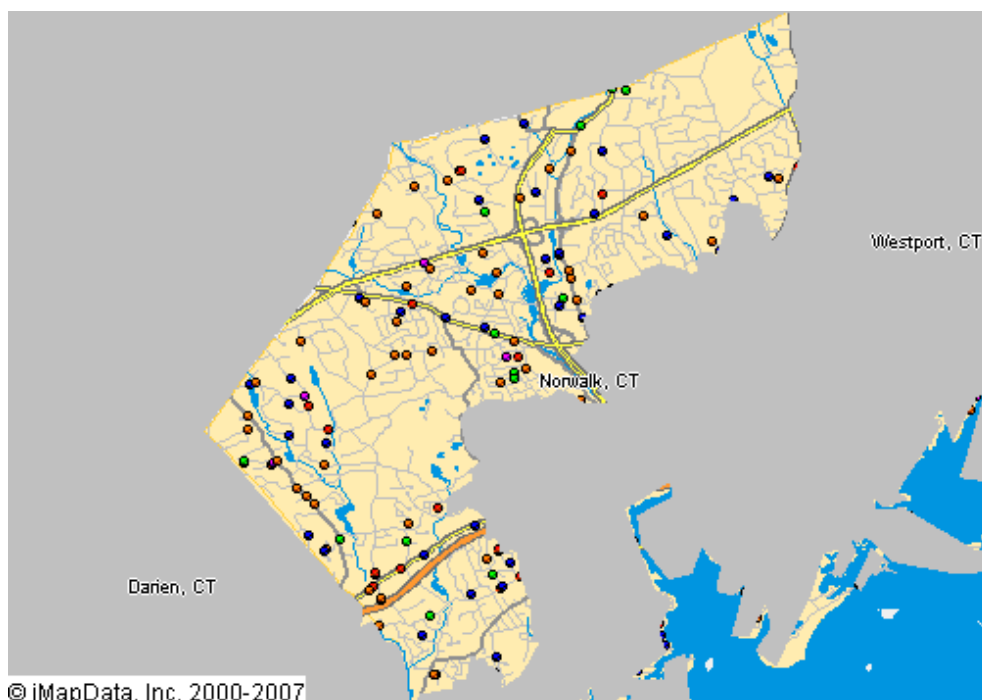 Westport, CT
Norwalk, CT
Darien, CT
© iMapData, Inc. 2000-2007